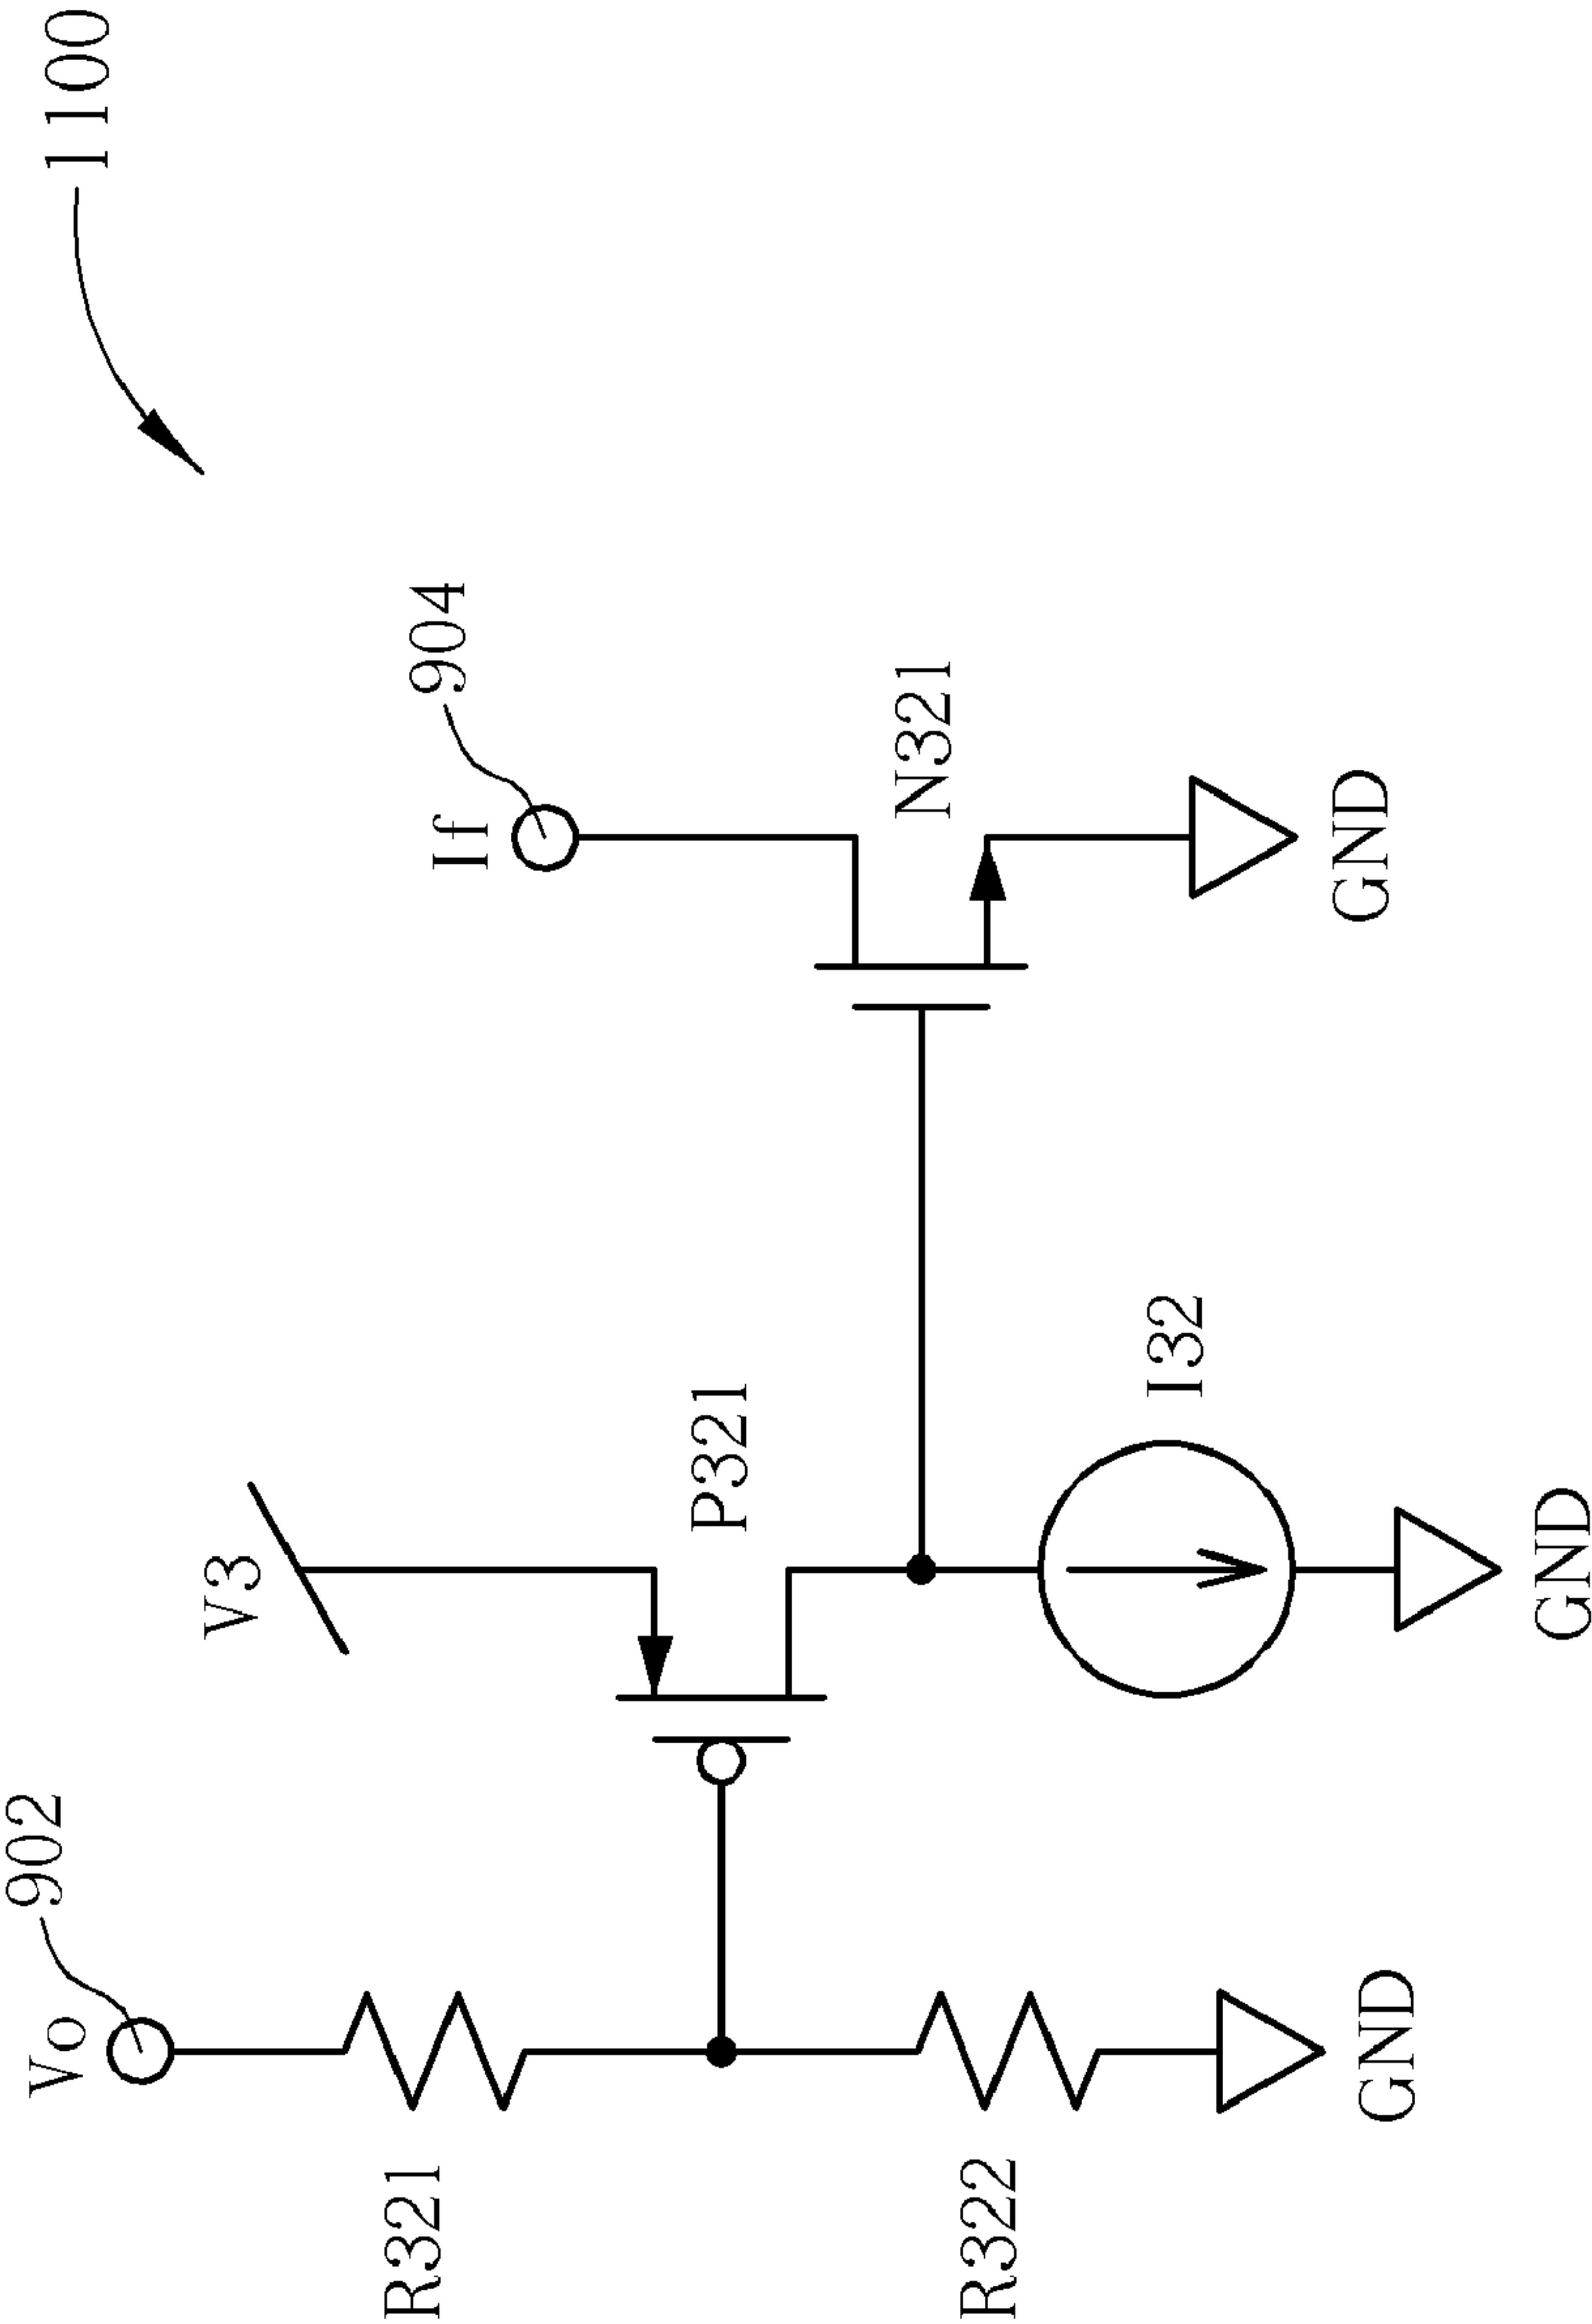 1100
Vo
902
V3
If
904
R321
P321
N321
R322
I32
GND
GND
GND